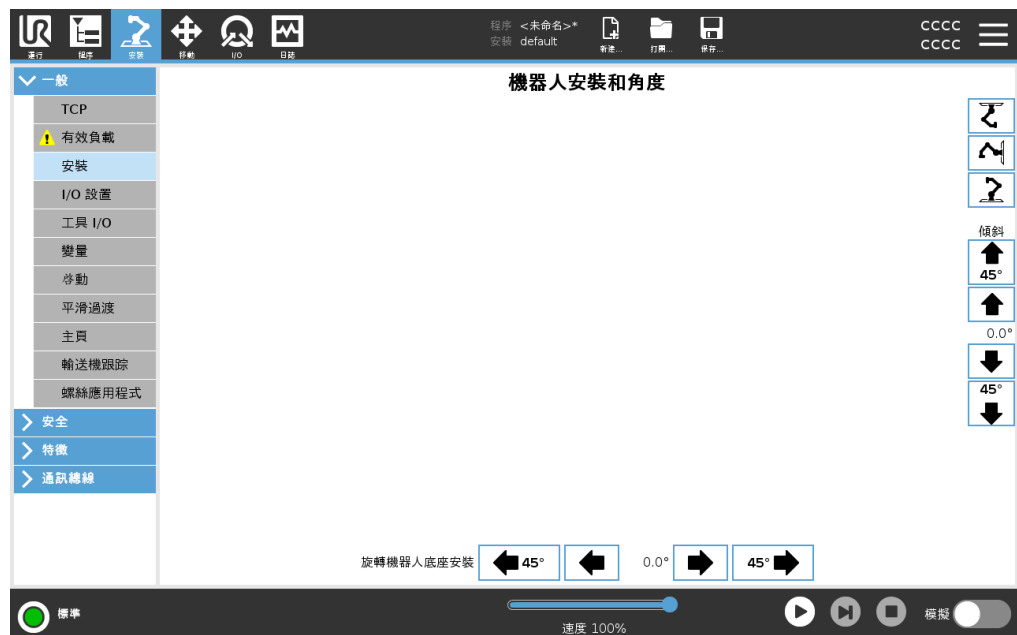 運行 程序 安裝 移動 I/O 日誌
程序 <未命名>*
安裝 default
新建... 打開... 保存...
CCCC
CCCC
一般
機器人安裝和角度
TCP
有效負載
安裝
I/O 設置
工具 I/O
變量
啓動
平滑過渡
主頁
輸送機跟踪
螺絲應用程式
安全
特徵
通訊總線
傾斜
45°
0.0°
45°
旋轉機器人底座安裝 45° 0.0° 45°
標準
速度 100%
模擬